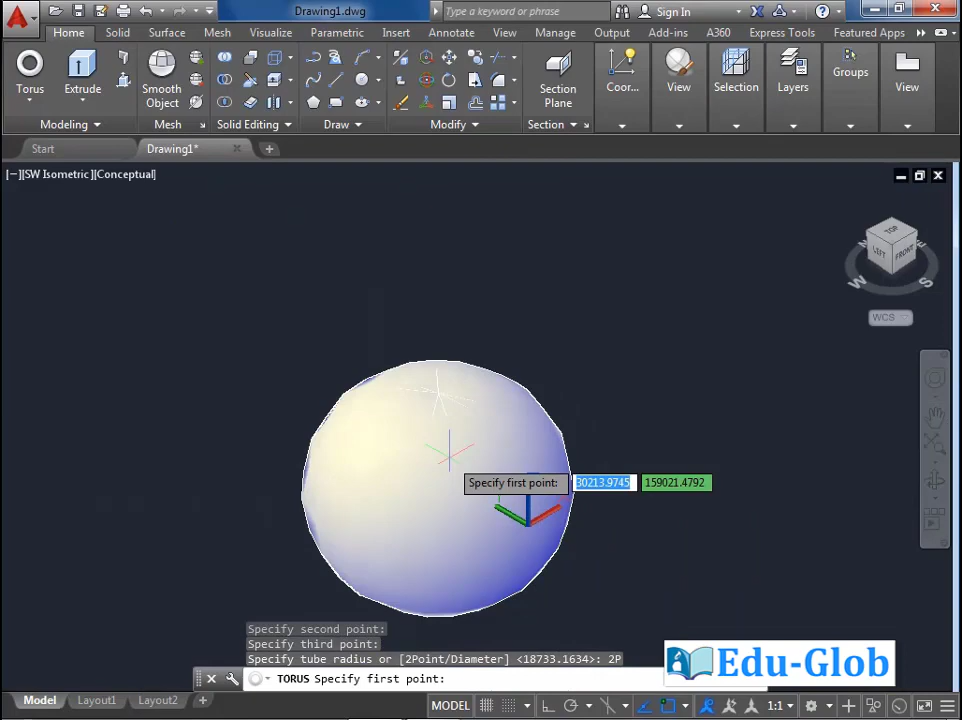 Drawing1.dwg
Type a keyword or phrase
Sign In
Home Solid Surface Mesh Visualize Parametric Insert Annotate View Manage Output Add-ins A360 Express Tools Featured Apps
Torus Extrude Smooth Object Section Plane Coor... View Selection Layers Groups View
Modeling Mesh Solid Editing Draw Modify Section
Start Drawing1* +
[−][SW Isometric][Conceptual]
TOP
LEFT FRONT
W S
WCS
Specify first point: 30213.9745 159021.4792
Specify second point:
Specify third point:
Specify tube radius or [2Point/Diameter] <18733.1634>: 2P
TORUS Specify first point:
Edu-Glob
Model Layout1 Layout2 + MODEL 1:1